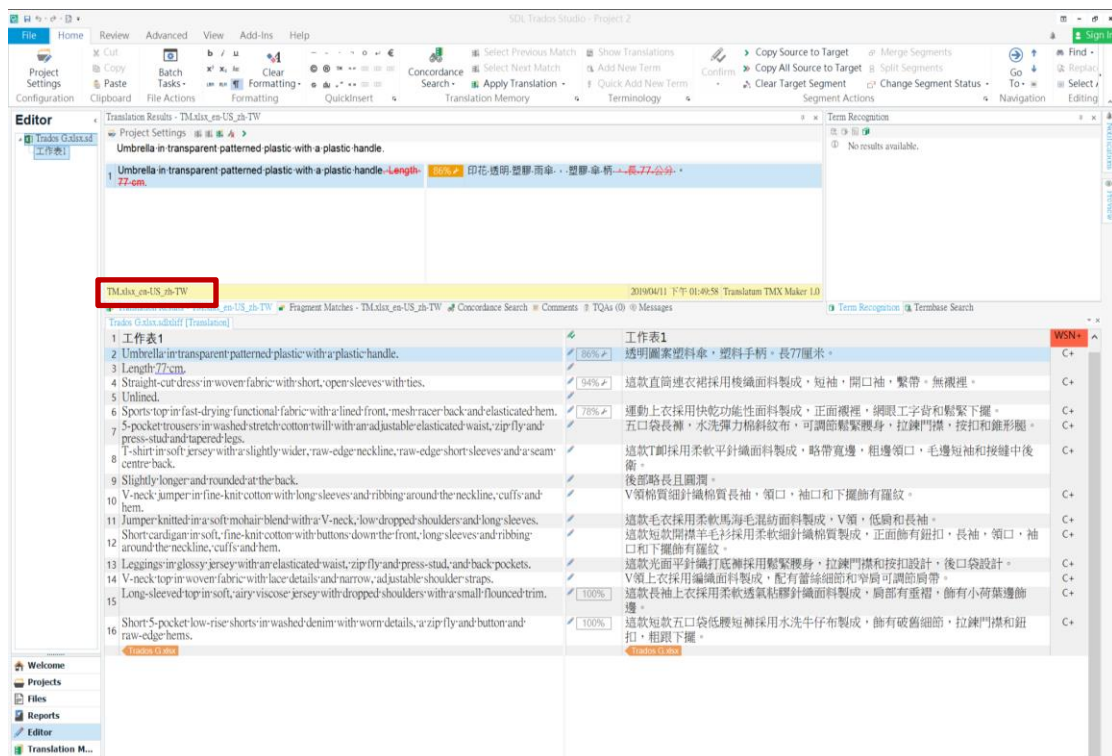 SDL Trados Studio - Project 2
File Home Review Advanced View Add-Ins Help Sign In
Cut Select Previous Match Show Translations Copy Source to Target Merge Segments Find
Copy Select Next Match Add New Term Copy All Source to Target Split Segments
Project Settings Paste Batch Tasks Clear Formatting Concordance Search Apply Translation Quick Add New Term Confirm Clear Target Segment Change Segment Status Go To Select
Configuration Clipboard File Actions Formatting QuickInsert Translation Memory Terminology Segment Actions Navigation Editing
Editor
Trados G.xlsx.sd
工作表1
Translation Results - TM.xlsx_en-US_zh-TW
Project Settings
Umbrella in transparent patterned plastic with a plastic handle.
1 Umbrella in transparent patterned plastic with a plastic handle. Length 77 cm. 86% 印花 透明 塑膠 雨傘 , 塑膠 傘 柄 , 長 77 公分 。
TM.xlsx_en-US_zh-TW 2019/04/11 下午 01:49:58 Translatum TMX Maker 1.0
Term Recognition
No results available.
en-US_zh-TW Fragment Matches - TM.xlsx_en-US_zh-TW Concordance Search Comments TQAs (0) Messages
Term Recognition Termbase Search
Trados G.xlsx.sdlxliff [Translation]
1 工作表1 工作表1 WSN+
2 Umbrella in transparent patterned plastic with a plastic handle. 86% 透明圖案塑料傘,塑料手柄。長77厘米。 C+
3 Length 77 cm.
4 Straight-cut dress in woven fabric with short, open sleeves with ties. 94% 這款直筒連衣裙採用梭織面料製成,短袖,開口袖,繫帶。無襯裡。 C+
5 Unlined.
6 Sports top in fast-drying functional fabric with a lined front, mesh racer back and elasticated hem. 78% 運動上衣採用快乾功能性面料製成,正面襯裡,網眼工字背和鬆緊下擺。 C+
7 5-pocket trousers in washed stretch cotton twill with an adjustable elasticated waist, zip fly and press-stud and tapered legs. 五口袋長褲,水洗彈力棉斜紋布,可調節鬆緊腰身,拉鍊門襟,按扣和錐形腿。 C+
8 T-shirt in soft jersey with a slightly wider, raw-edge neckline, raw-edge short sleeves and a seam centre back. 這款T卹採用柔軟平針織面料製成,略帶寬邊,粗邊領口,毛邊短袖和接縫中後衛。 C+
9 Slightly longer and rounded at the back. 後部略長且圓潤。
10 V-neck jumper in fine-knit cotton with long sleeves and ribbing around the neckline, cuffs and hem. V領棉質細針織棉質長袖,領口,袖口和下擺飾有羅紋。 C+
11 Jumper knitted in a soft mohair blend with a V-neck, low dropped shoulders and long sleeves. 這款毛衣採用柔軟馬海毛混紡面料製成,V領,低肩和長袖。 C+
12 Short cardigan in soft, fine-knit cotton with buttons down the front, long sleeves and ribbing around the neckline, cuffs and hem. 這款短款開襟羊毛衫採用柔軟細針織棉質製成,正面飾有鈕扣,長袖,領口,袖口和下擺飾有羅紋。 C+
13 Leggings in glossy jersey with an elasticated waist, zip fly and press-stud, and back pockets. 這款光面平針織打底褲採用鬆緊腰身,拉鍊門襟和按扣設計,後口袋設計。 C+
14 V-neck top in woven fabric with lace details and narrow, adjustable shoulder straps. V領上衣採用編織面料製成,配有蕾絲細節和窄肩可調節肩帶。 C+
15 Long-sleeved top in soft, airy viscose jersey with dropped shoulders with a small flounced trim. 100% 這款長袖上衣採用柔軟透氣粘膠針織面料製成,肩部有垂褶,飾有小荷葉邊飾邊。 C+
16 Short 5-pocket low-rise shorts in washed denim with worn details, a zip fly and button and raw-edge hems. 100% 這款短款五口袋低腰短褲採用水洗牛仔布製成,飾有破舊細節,拉鍊門襟和鈕扣,粗跟下擺。 C+
Trados G.xlsx Trados G.xlsx
Welcome
Projects
Files
Reports
Editor
Translation M...